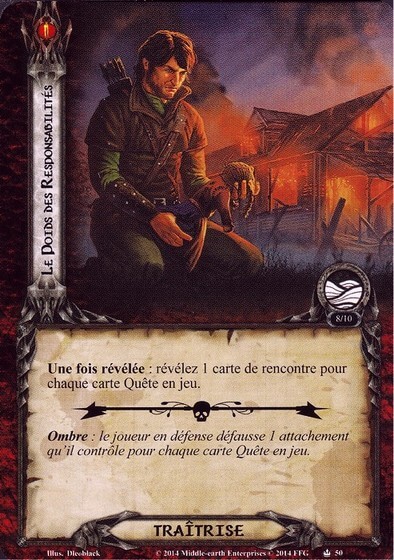 LE POIDS DES RESPONSABILITÉS
8/10
Une fois révélée : révélez 1 carte de rencontre pour
chaque carte Quête en jeu.
Ombre : le joueur en défense défausse 1 attachement
qu'il contrôle pour chaque carte Quête en jeu.
TRAÎTRISE
Illus. Dleoblack © 2014 Middle-earth Enterprises © 2014 FFG 50